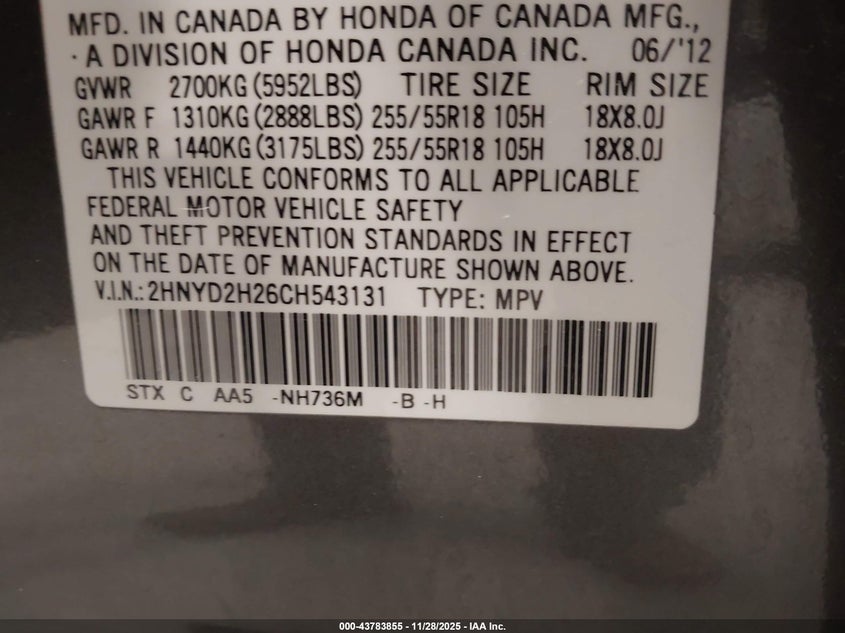 MFD. IN CANADA BY HONDA OF CANADA MFG.,
· A DIVISION OF HONDA CANADA INC. 06/'12
GVWR 2700KG (5952LBS) TIRE SIZE RIM SIZE
GAWR F 1310KG (2888LBS) 255/55R18 105H 18X8.0J
GAWR R 1440KG (3175LBS) 255/55R18 105H 18X8.0J
THIS VEHICLE CONFORMS TO ALL APPLICABLE
FEDERAL MOTOR VEHICLE SAFETY
AND THEFT PREVENTION STANDARDS IN EFFECT
ON THE DATE OF MANUFACTURE SHOWN ABOVE.
V.I.N.: 2HNYD2H26CH543131 TYPE: MPV
STX C AA5 -NH736M -B -H
000-43783855 - 11/28/2025 - IAA Inc.